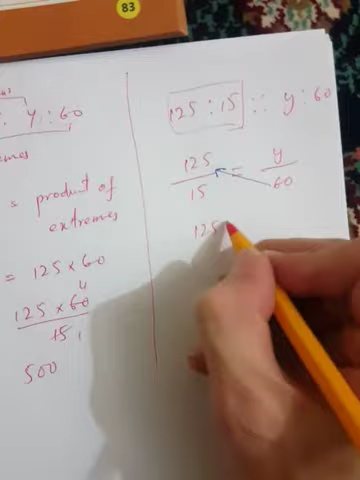 83
: y : 60
= product of
extremes
= 125 × 60
4
125 × 60
15 1
500
125 : 15 :: y : 60
125 = y
15 60
125